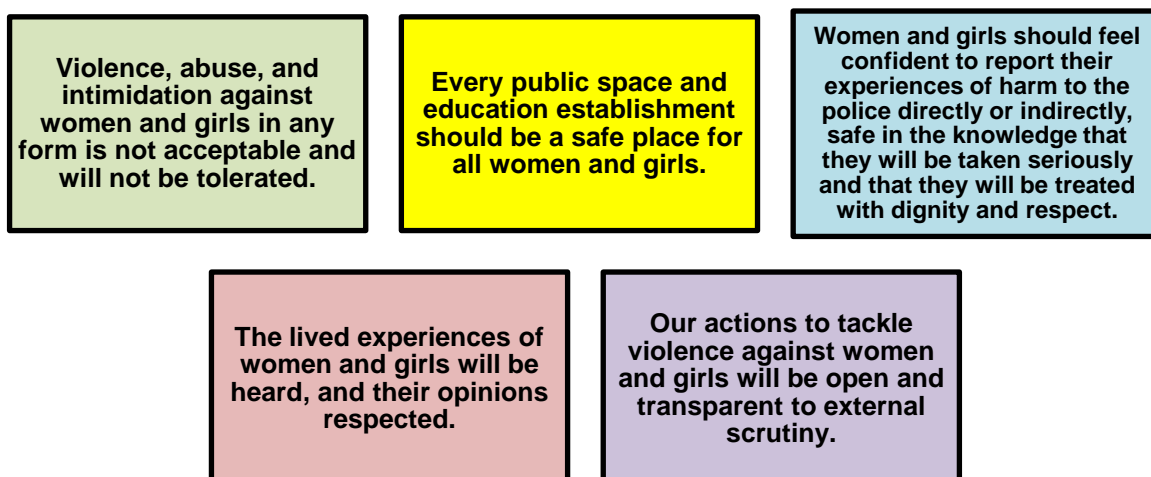 Violence, abuse, and
intimidation against
women and girls in any
form is not acceptable and
will not be tolerated.
Every public space and
education establishment
should be a safe place for
all women and girls.
Women and girls should feel
confident to report their
experiences of harm to the
police directly or indirectly,
safe in the knowledge that
they will be taken seriously
and that they will be treated
with dignity and respect.
The lived experiences of
women and girls will be
heard, and their opinions
respected.
Our actions to tackle
violence against women
and girls will be open and
transparent to external
scrutiny.